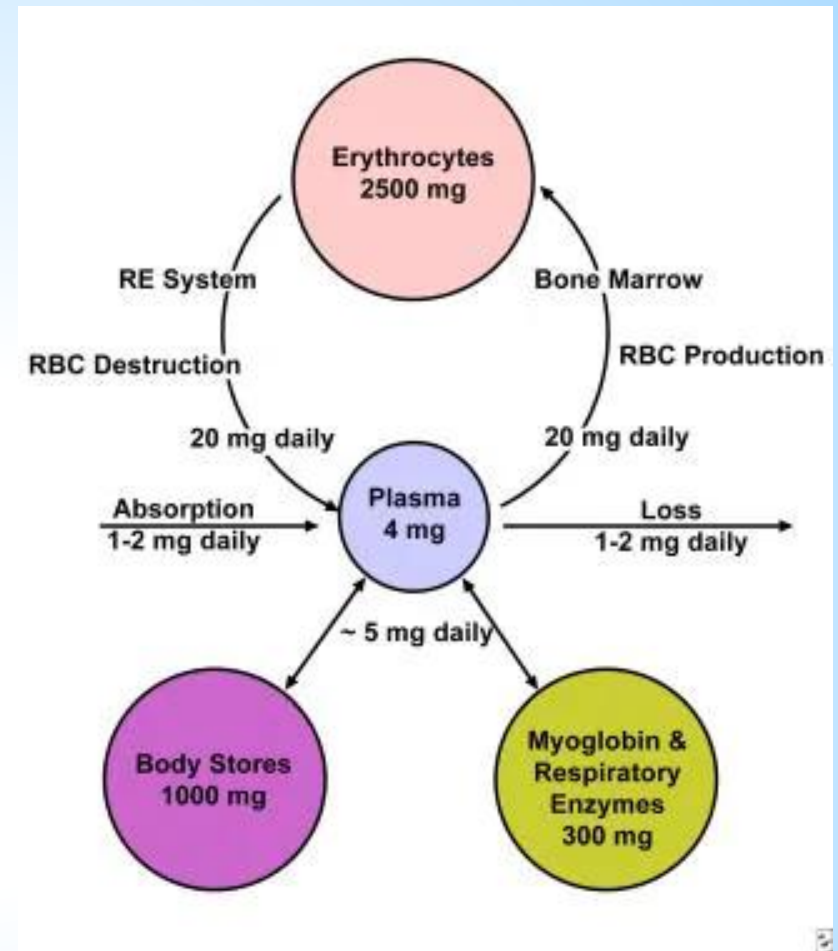 Erythrocytes
2500 mg
RE System
Bone Marrow
RBC Destruction
RBC Production
20 mg daily
20 mg daily
Absorption
1-2 mg daily
Plasma
4 mg
Loss
1-2 mg daily
~ 5 mg daily
Body Stores
1000 mg
Myoglobin &
Respiratory
Enzymes
300 mg